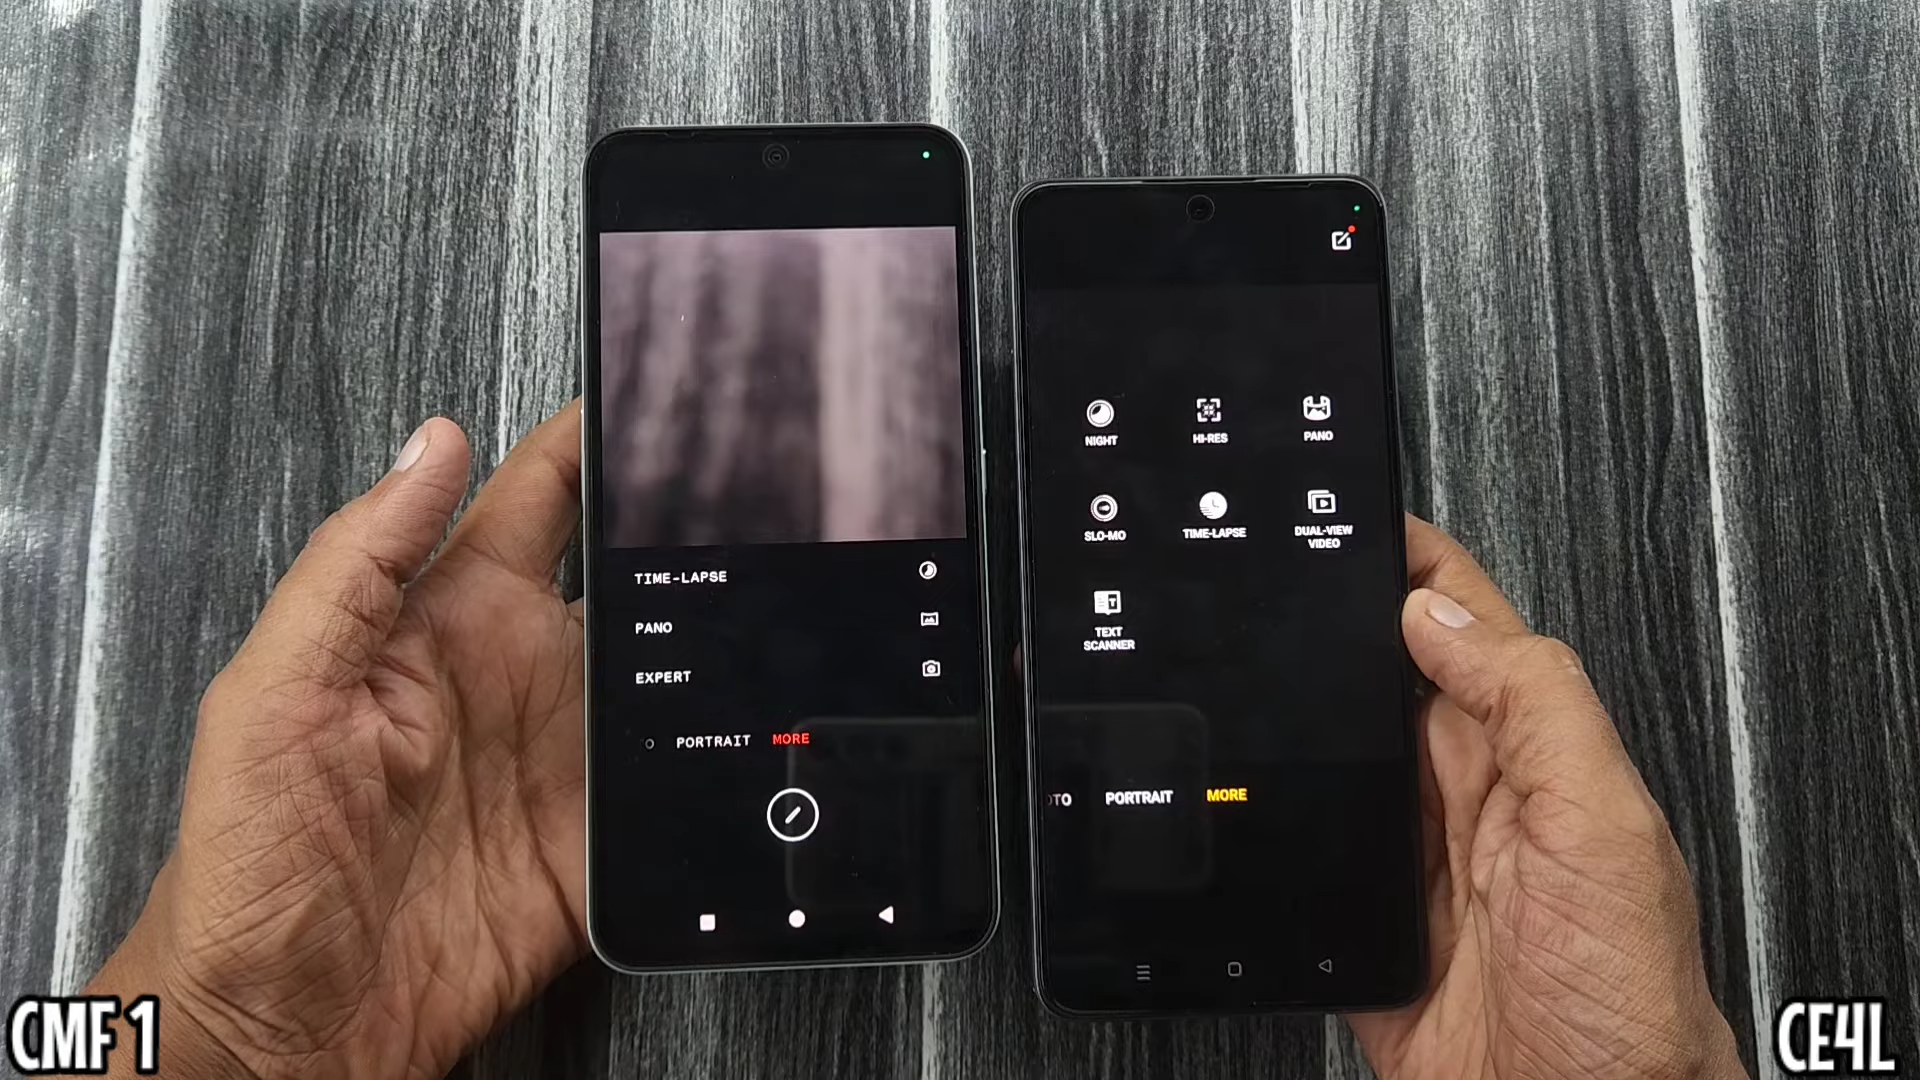 TIME-LAPSE
PANO
EXPERT
O PORTRAIT MORE
NIGHT
HI-RES
PANO
SLO-MO
TIME-LAPSE
DUAL-VIEW
VIDEO
TEXT
SCANNER
OTO PORTRAIT MORE
CMF 1
CE4L